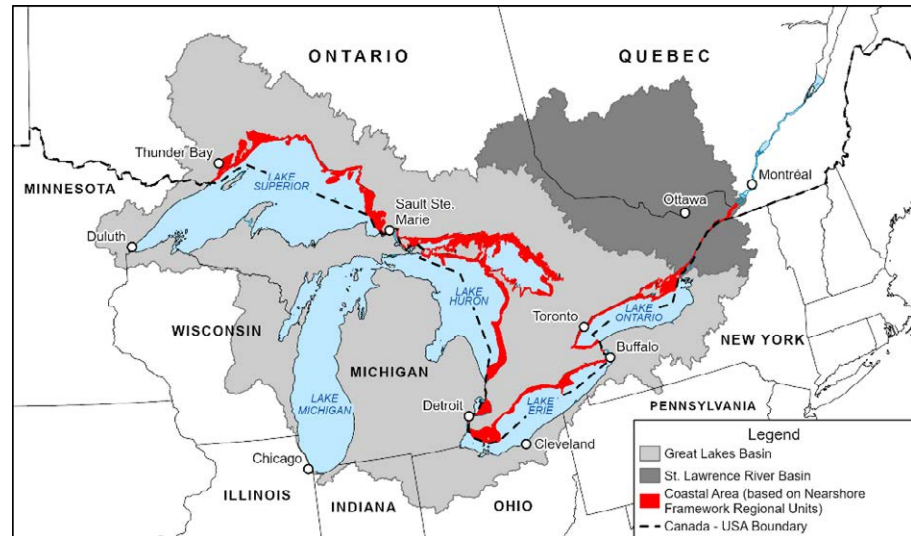 ONTARIO
QUEBEC
Thunder Bay
MINNESOTA
LAKE
SUPERIOR
Sault Ste.
Marie
Ottawa
Montréal
Duluth
LAKE
HURON
Toronto
LAKE
ONTARIO
WISCONSIN
Buffalo
NEW YORK
MICHIGAN
LAKE
MICHIGAN
Detroit
LAKE
ERIE
PENNSYLVANIA
Cleveland
Chicago
ILLINOIS
INDIANA
OHIO
Legend
Great Lakes Basin
St. Lawrence River Basin
Coastal Area (based on Nearshore
Framework Regional Units)
Canada - USA Boundary